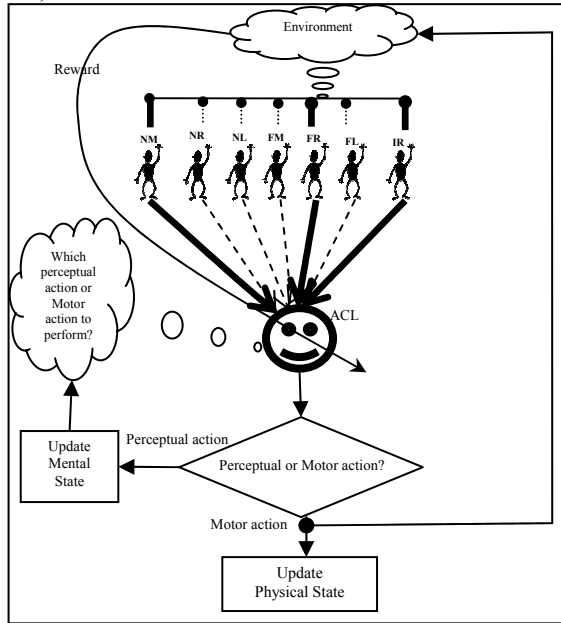 Environment
Reward
NM NR NL FM FR FL IR
Which
perceptual
action or
Motor
action to
perform?
ACL
Perceptual action
Update
Mental
State
Perceptual or Motor action?
Motor action
Update
Physical State